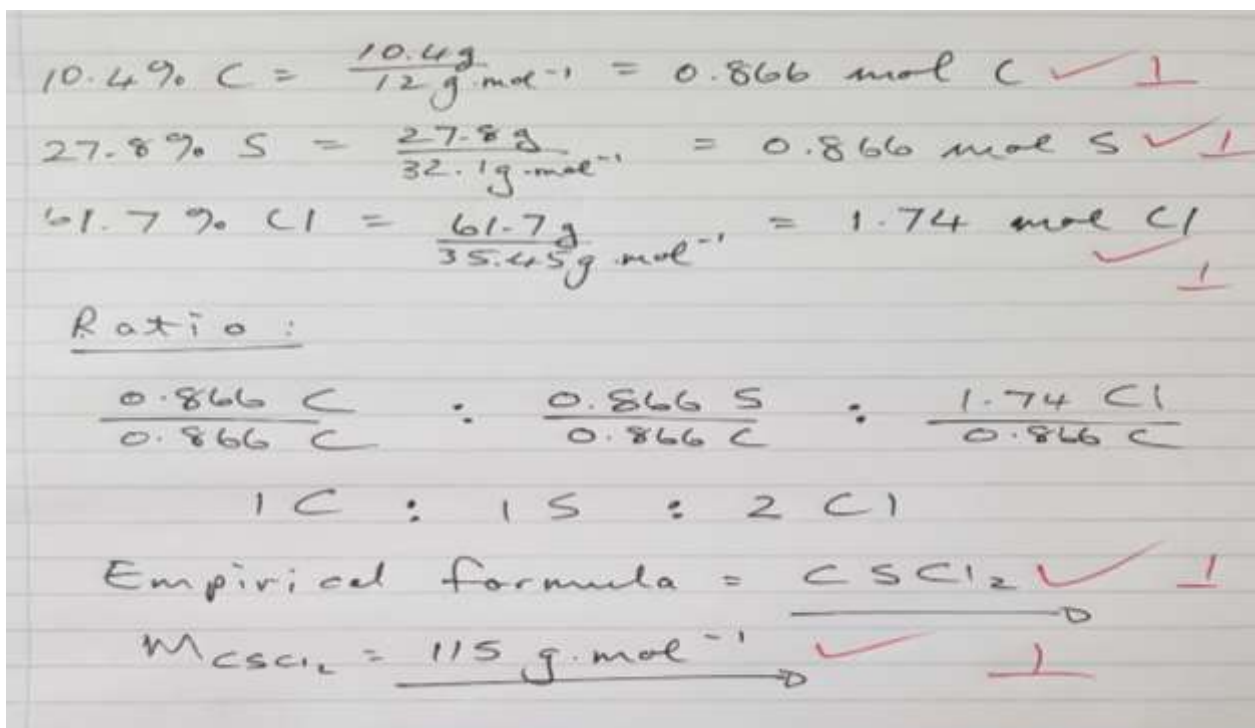 10.4% C = 10.4g / 12 g.mol⁻¹ = 0.866 mol C ✓ 1
27.8% S = 27.8g / 32.1g.mol⁻¹ = 0.866 mol S ✓ 1
61.7% Cl = 61.7g / 35.45g.mol⁻¹ = 1.74 mol Cl ✓ 1
Ratio :
0.866 C / 0.866 C : 0.866 S / 0.866 C : 1.74 Cl / 0.866 C
1 C : 1 S : 2 Cl
Empirical formula = CSCl₂ ✓ 1
M CSCl₂ = 115 g.mol⁻¹ ✓ 1